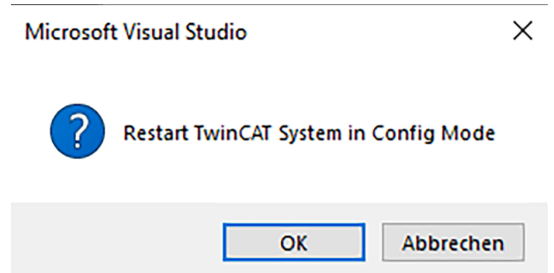 Microsoft Visual Studio
Restart TwinCAT System in Config Mode
OK
Abbrechen